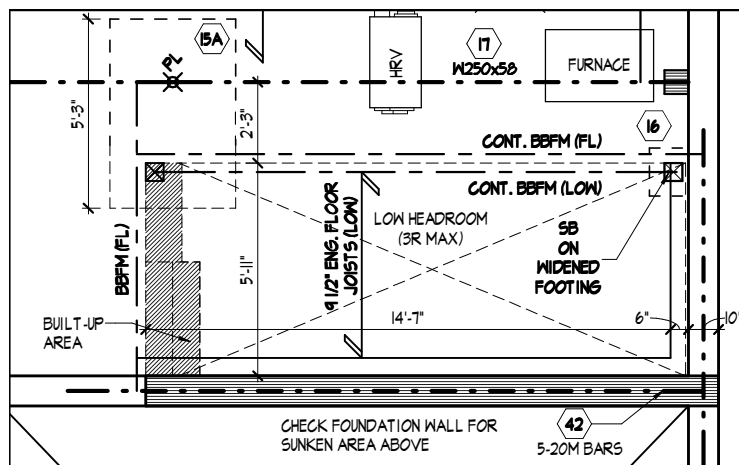 15A
PL
5'-3"
2'-3"
HRV
17
W250x58
FURNACE
16
CONT. BBFM (FL)
CONT. BBFM (LOW)
BBFM (FL)
9 1/2" ENG. FLOOR
JOISTS (LOW)
LOW HEADROOM
(3R MAX)
SB
ON
WIDENED
FOOTING
5'-11"
14'-7"
6"
10"
BUILT-UP
AREA
CHECK FOUNDATION WALL FOR
SUNKEN AREA ABOVE
42
5-20M BARS